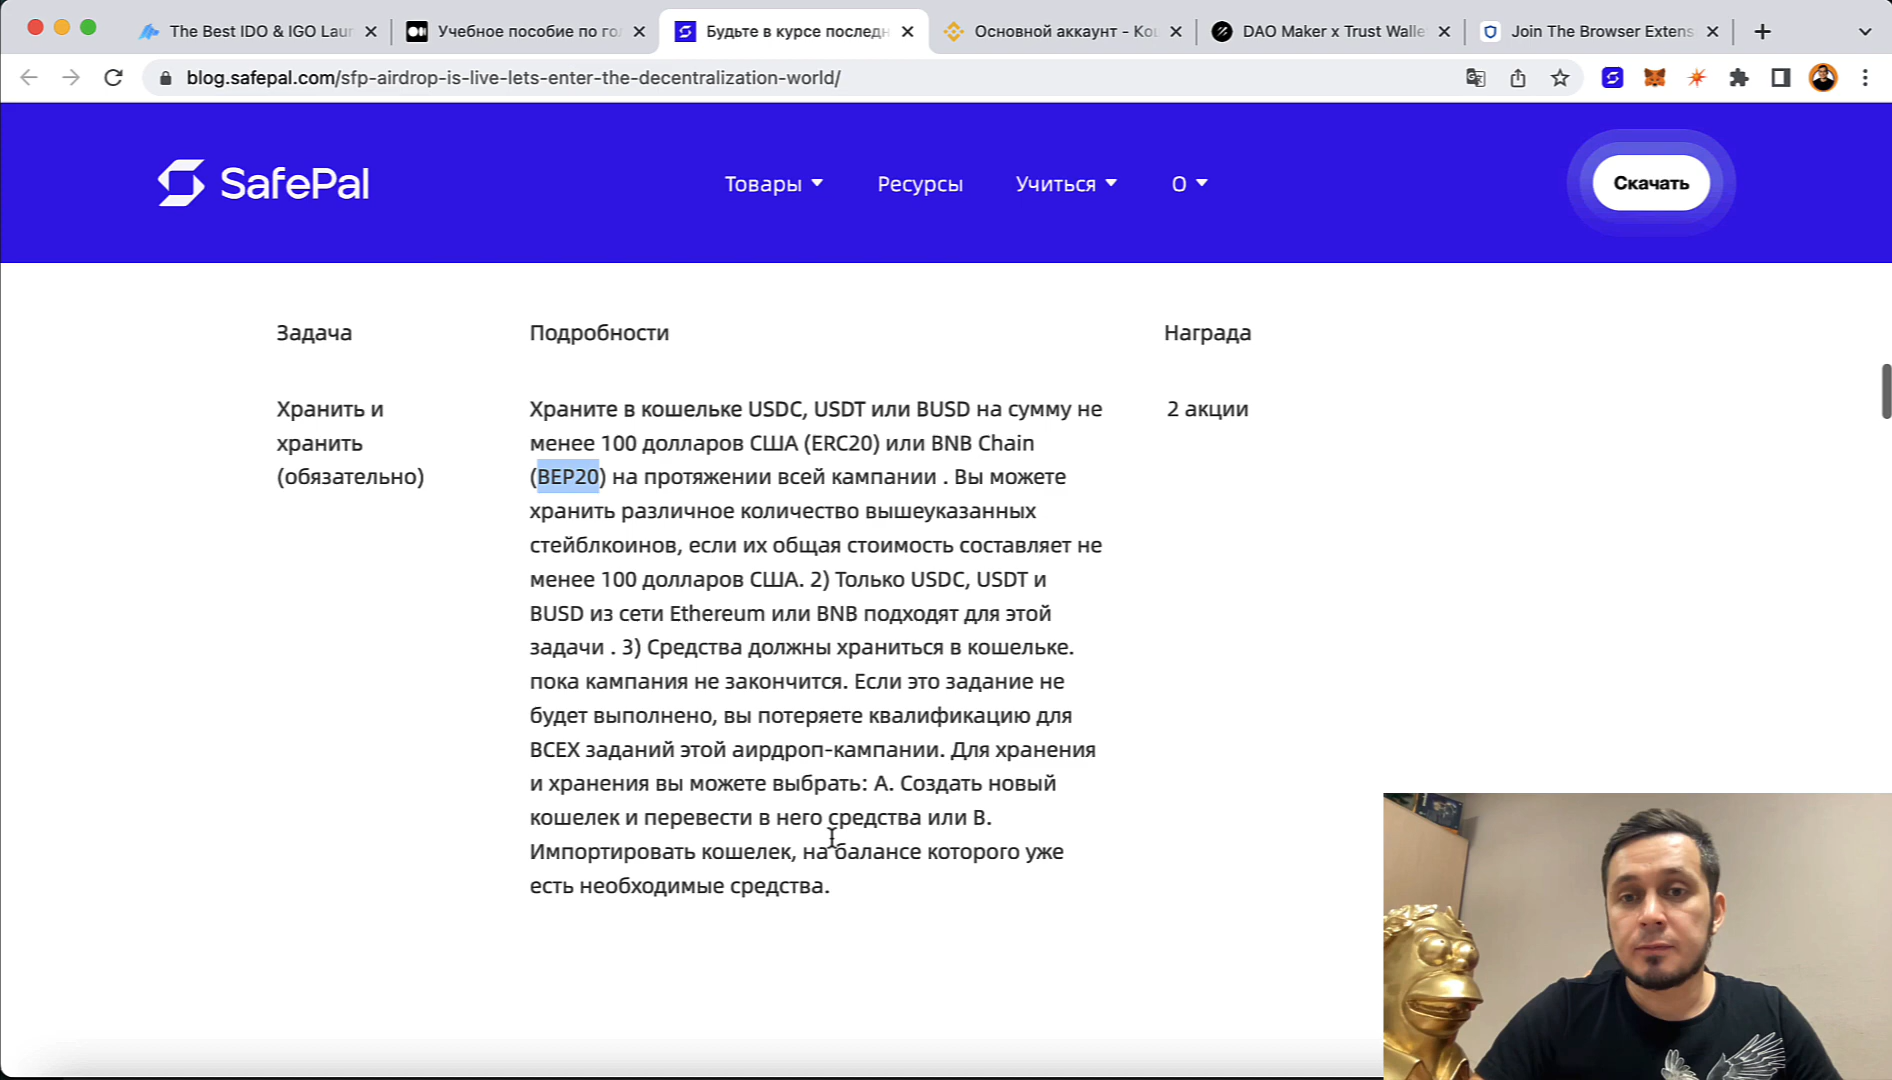 The Best IDO & IGO Lau
Учебное пособие по го
Будьте в курсе последн
Основной аккаунт - Ко
DAO Maker x Trust Walle
Join The Browser Extens
blog.safepal.com/sfp-airdrop-is-live-lets-enter-the-decentralization-world/
SafePal
Товары
Ресурсы
Учиться
О
Скачать
Задача
Подробности
Награда
Хранить и
хранить
(обязательно)
Храните в кошельке USDC, USDT или BUSD на сумму не
менее 100 долларов США (ERC20) или BNB Chain
(BEP20) на протяжении всей кампании . Вы можете
хранить различное количество вышеуказанных
стейблкоинов, если их общая стоимость составляет не
менее 100 долларов США. 2) Только USDC, USDT и
BUSD из сети Ethereum или BNB подходят для этой
задачи . 3) Средства должны храниться в кошельке.
пока кампания не закончится. Если это задание не
будет выполнено, вы потеряете квалификацию для
ВСЕХ заданий этой аирдроп-кампании. Для хранения
и хранения вы можете выбрать: А. Создать новый
кошелек и перевести в него средства или В.
Импортировать кошелек, на балансе которого уже
есть необходимые средства.
2 акции